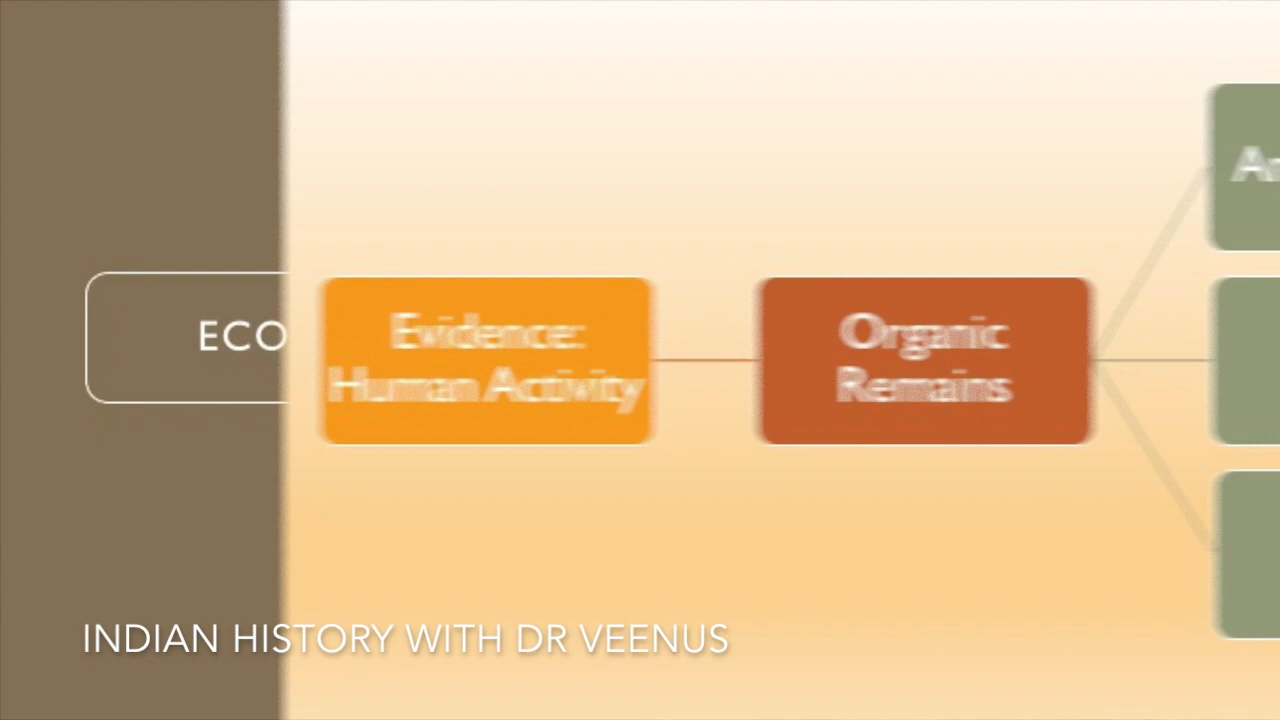 ECO
Evidence:
Human Activity
Organic
Remains
INDIAN HISTORY WITH DR VEENUS